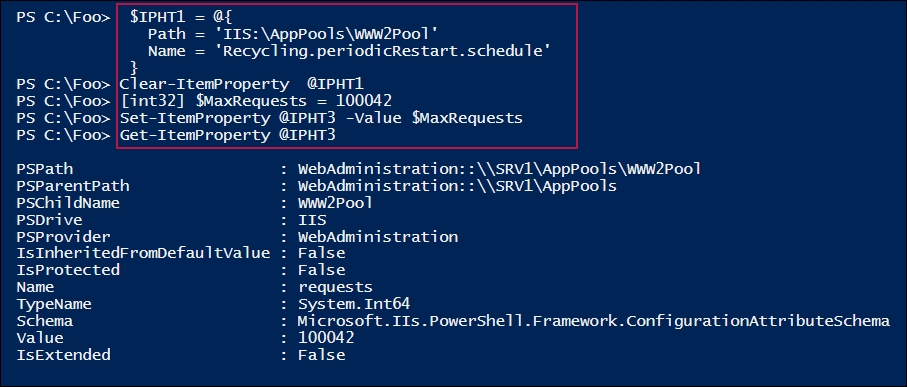 PS C:\Foo> $IPHT1 = @{
Path = 'IIS:\AppPools\WWW2Pool'
Name = 'Recycling.periodicRestart.schedule'
}
PS C:\Foo> Clear-ItemProperty @IPHT1
PS C:\Foo> [int32] $MaxRequests = 100042
PS C:\Foo> Set-ItemProperty @IPHT3 -Value $MaxRequests
PS C:\Foo> Get-ItemProperty @IPHT3
PSPath : WebAdministration::\\SRV1\AppPools\WWW2Pool
PSParentPath : WebAdministration::\\SRV1\AppPools
PSChildName : WWW2Pool
PSDrive : IIS
PSProvider : WebAdministration
IsInheritedFromDefaultValue : False
IsProtected : False
Name : requests
TypeName : System.Int64
Schema : Microsoft.IIs.PowerShell.Framework.ConfigurationAttributeSchema
Value : 100042
IsExtended : False